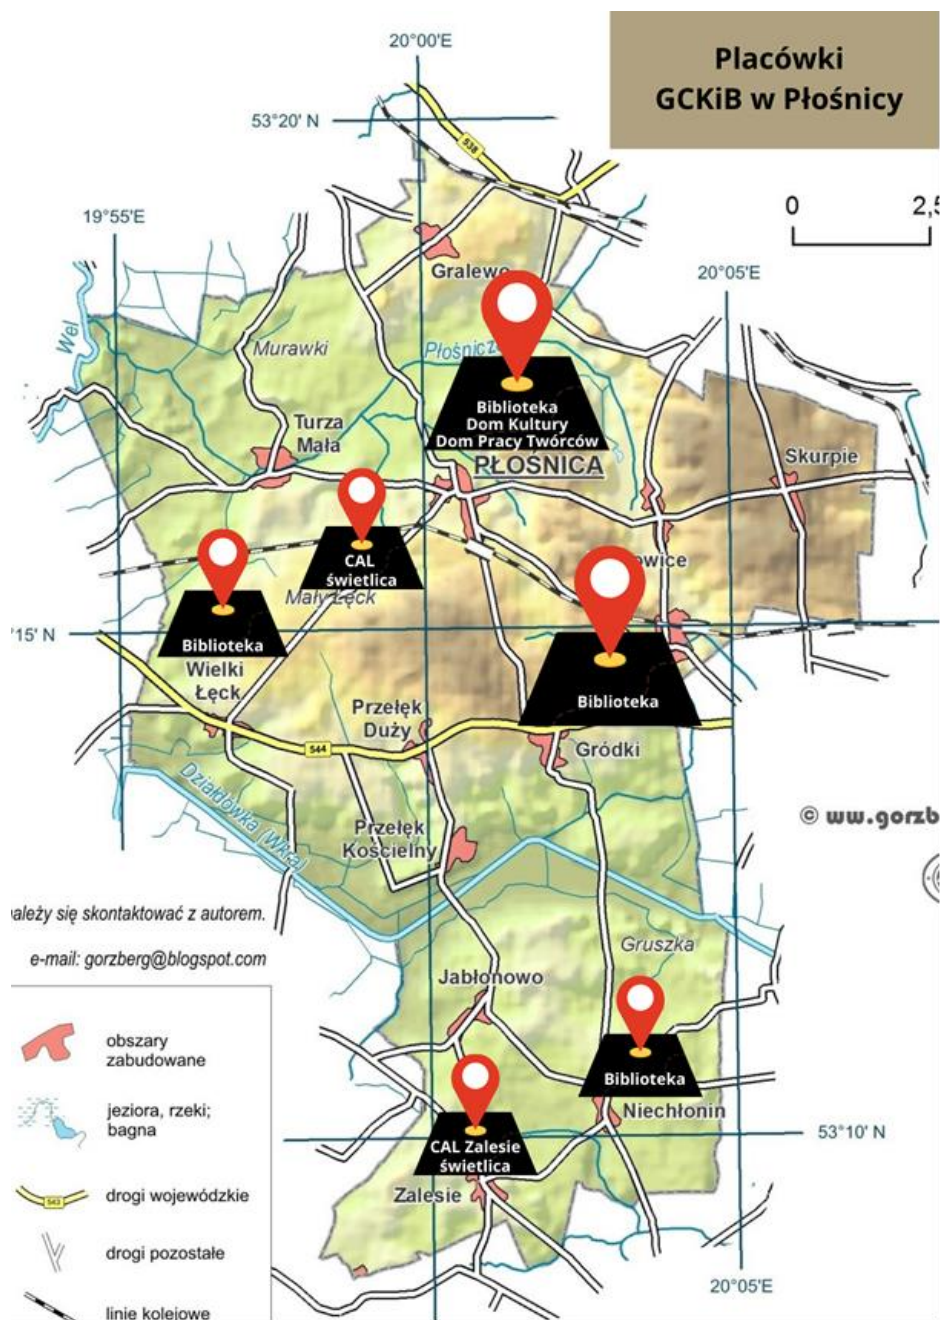 Placówki
GCKiB w Płośnicy
20°00'E
53°20' N
538
19°55'E
0
2,5
20°05'E
Gralewo
Wel
Murawki
Płośnicz
Biblioteka
Dom Kultury
Dom Pracy Twórców
PŁOŚNICA
Turza
Mała
Skurpie
CAL
świetlica
Mały Łęck
owice
Biblioteka
'15' N
Wielki
Łęck
Biblioteka
Przełęk
Duży
544
Gródki
Działdówka (Wkra)
Przełęk
Kościelny
© ww.gorzb
ależy się skontaktować z autorem.
e-mail: gorzberg@blogspot.com
Gruszka
Jabłonowo
Biblioteka
Niechłonin
CAL Zalesie
świetlica
Zalesie
53°10' N
20°05'E
obszary
zabudowane
jeziora, rzeki;
bagna
543
drogi wojewódzkie
drogi pozostałe
linie kolejowe